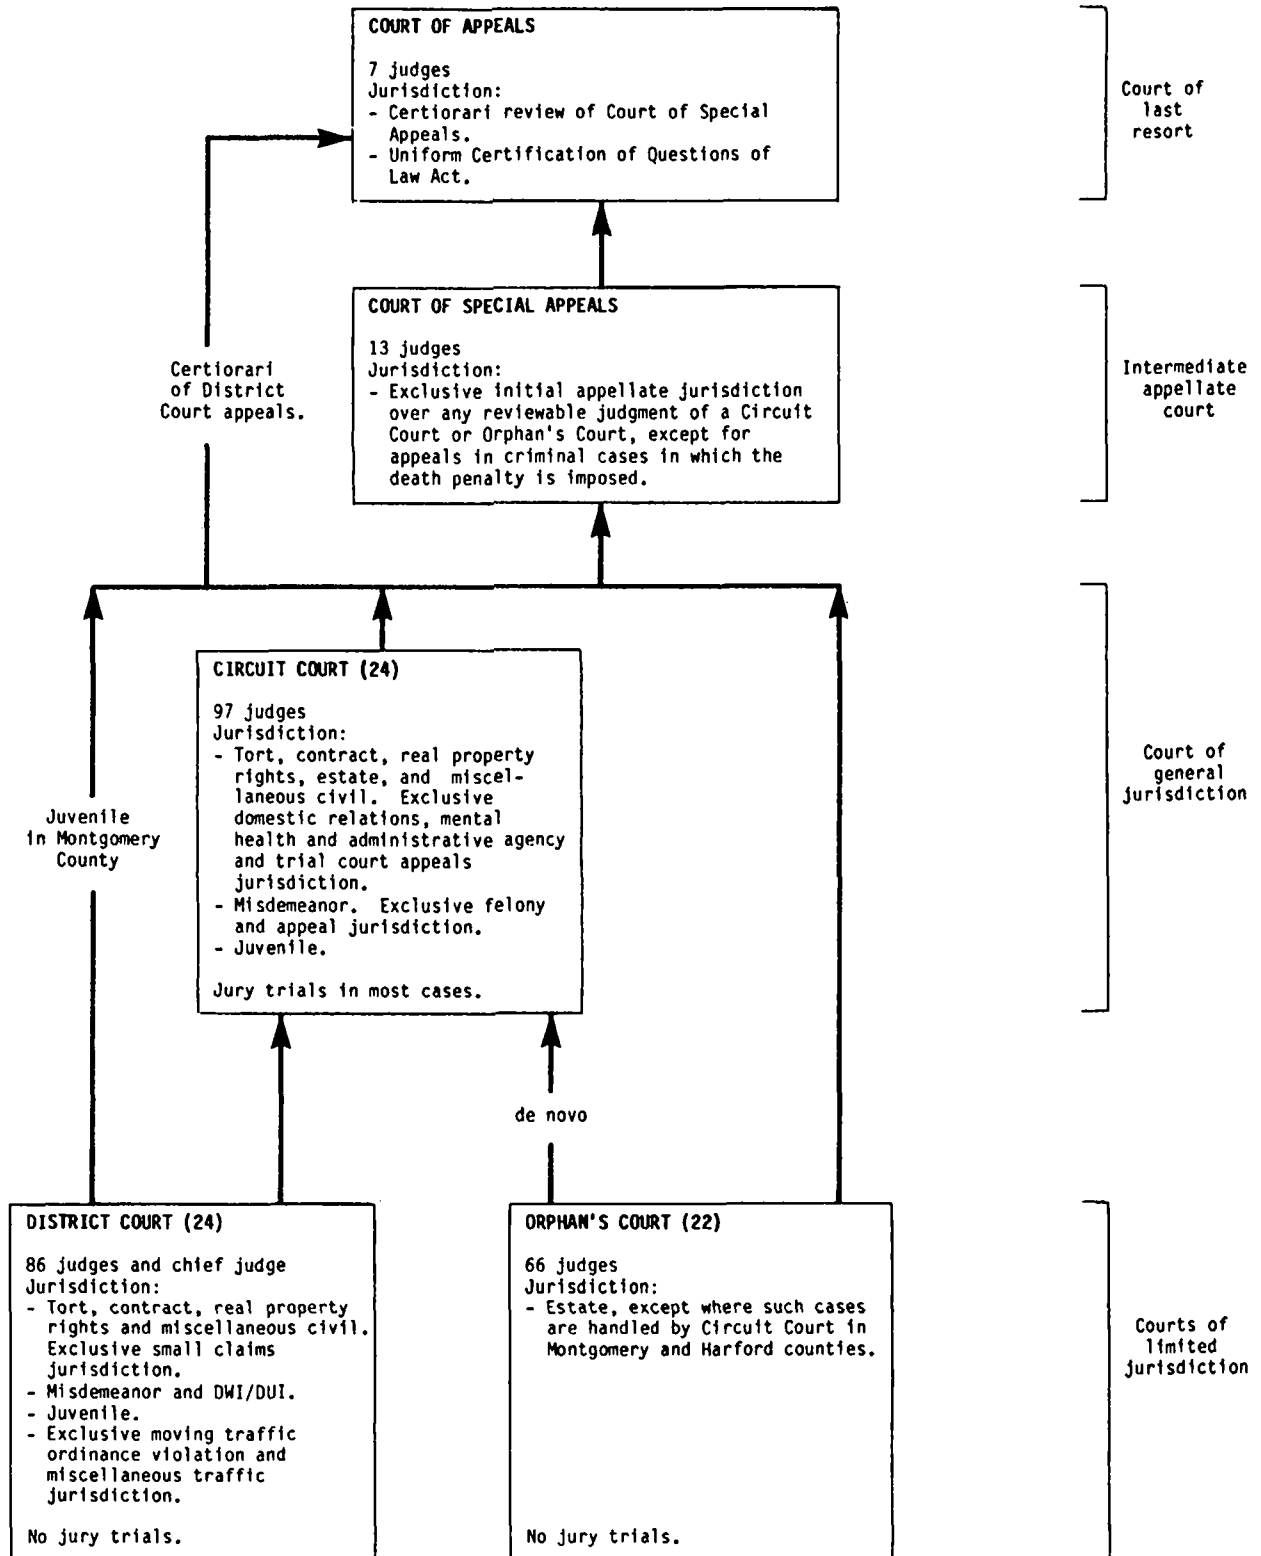 COURT OF APPEALS
7 judges
Jurisdiction:
- Certiorari review of Court of Special
Appeals.
- Uniform Certification of Questions of
Law Act.
Court of
last
resort
COURT OF SPECIAL APPEALS
13 judges
Jurisdiction:
- Exclusive initial appellate jurisdiction
over any reviewable judgment of a Circuit
Court or Orphan's Court, except for
appeals in criminal cases in which the
death penalty is imposed.
Intermediate
appellate
court
Certiorari
of District
Court appeals.
CIRCUIT COURT (24)
97 judges
Jurisdiction:
- Tort, contract, real property
rights, estate, and miscel-
laneous civil. Exclusive
domestic relations, mental
health and administrative agency
and trial court appeals
jurisdiction.
- Misdemeanor. Exclusive felony
and appeal jurisdiction.
- Juvenile.
Jury trials in most cases.
Court of
general
jurisdiction
Juvenile
in Montgomery
County
de novo
DISTRICT COURT (24)
86 judges and chief judge
Jurisdiction:
- Tort, contract, real property
rights and miscellaneous civil.
Exclusive small claims
jurisdiction.
- Misdemeanor and DWI/DUI.
- Juvenile.
- Exclusive moving traffic
ordinance violation and
miscellaneous traffic
jurisdiction.
No jury trials.
ORPHAN'S COURT (22)
66 judges
Jurisdiction:
- Estate, except where such cases
are handled by Circuit Court in
Montgomery and Harford counties.
No jury trials.
Courts of
limited
jurisdiction